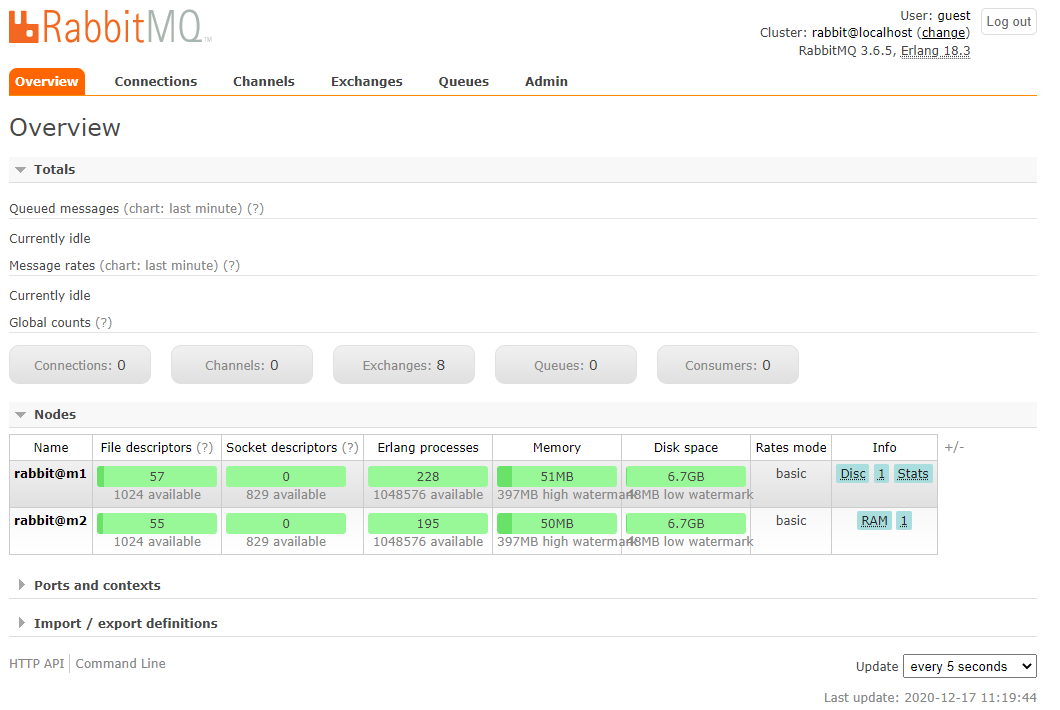 RabbitMQ™
User: guest
Cluster: rabbit@localhost (change)
RabbitMQ 3.6.5, Erlang 18.3
Log out
Overview Connections Channels Exchanges Queues Admin
Overview
Totals
Queued messages (chart: last minute) (?)
Currently idle
Message rates (chart: last minute) (?)
Currently idle
Global counts (?)
Connections: 0 Channels: 0 Exchanges: 8 Queues: 0 Consumers: 0
Nodes
Name File descriptors (?) Socket descriptors (?) Erlang processes Memory Disk space Rates mode Info +/-
rabbit@m1 57 0 228 51MB 6.7GB basic Disc 1 Stats
1024 available 829 available 1048576 available 397MB high watermark 48MB low watermark
rabbit@m2 55 0 195 50MB 6.7GB basic RAM 1
1024 available 829 available 1048576 available 397MB high watermark 48MB low watermark
Ports and contexts
Import / export definitions
HTTP API Command Line
Update every 5 seconds
Last update: 2020-12-17 11:19:44